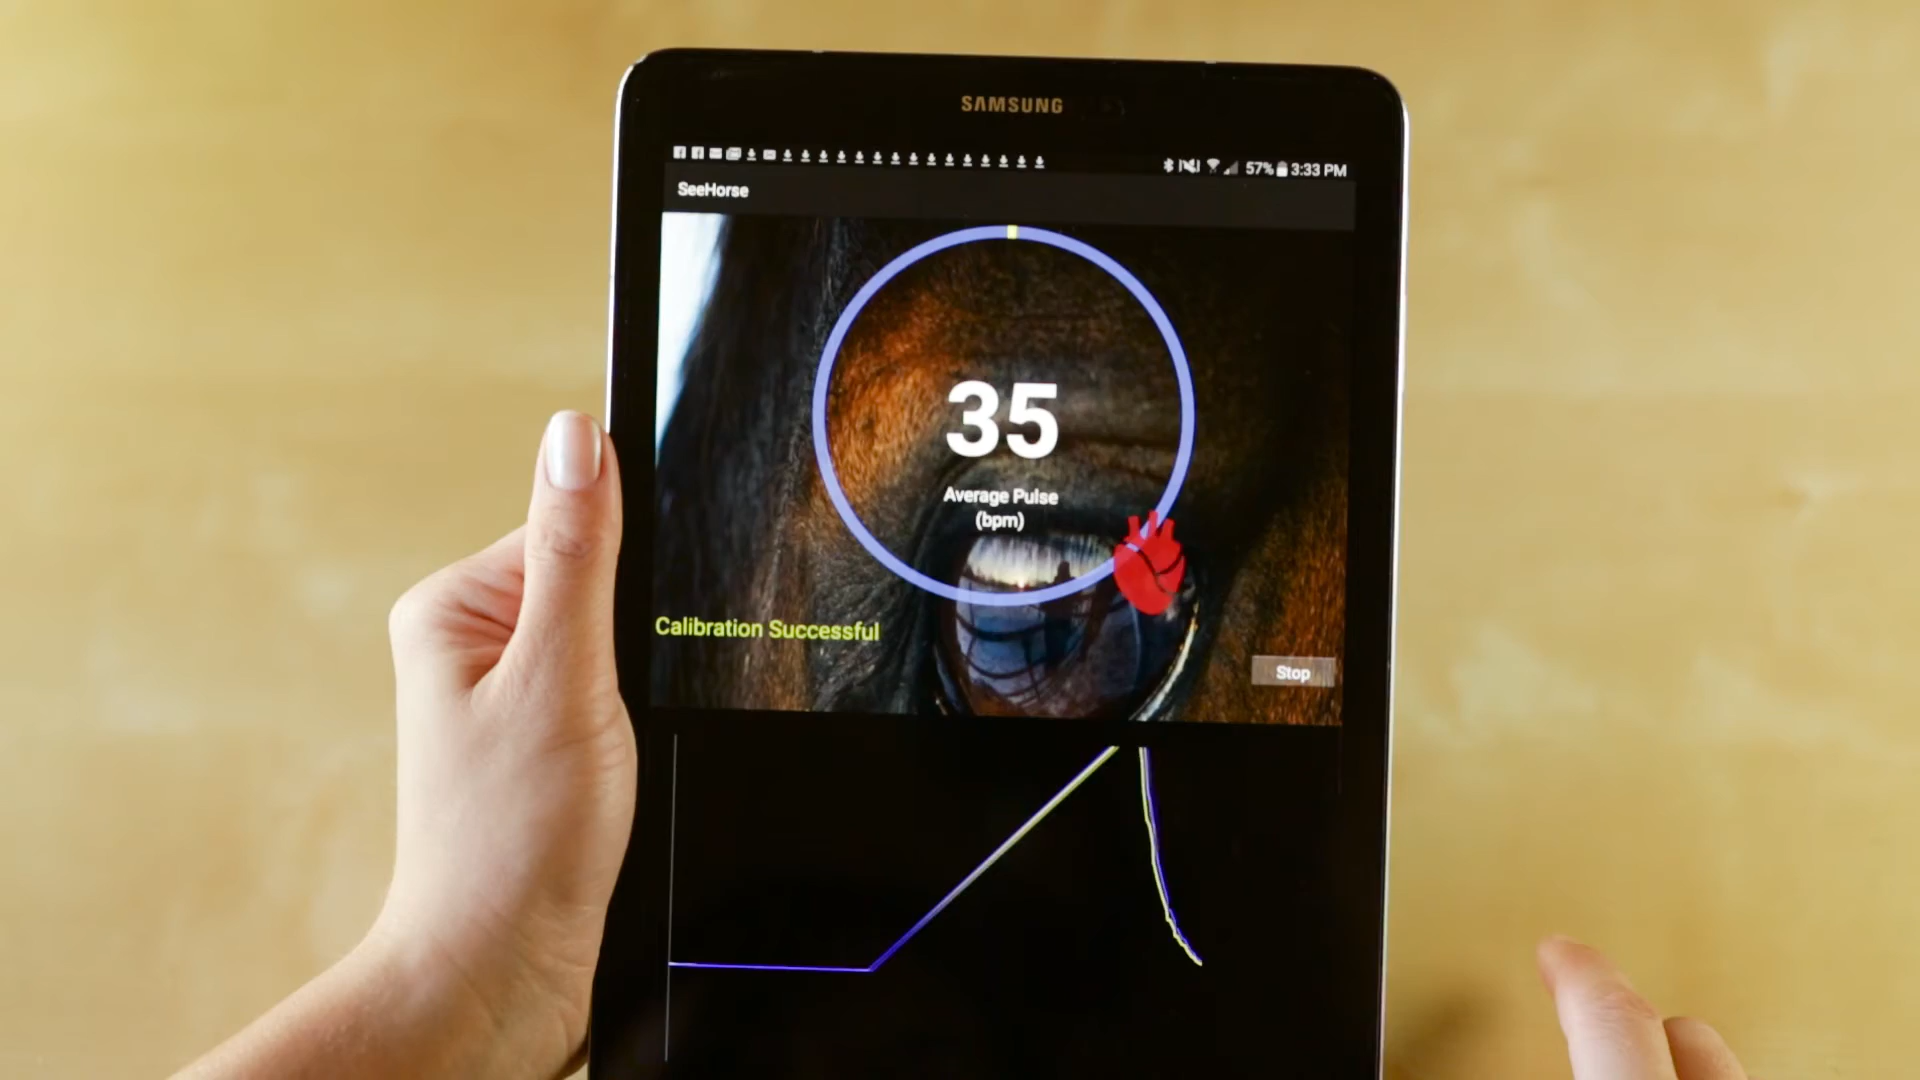 SAMSUNG
57% 3:33 PM
SeeHorse
35
Average Pulse
(bpm)
Calibration Successful
Stop